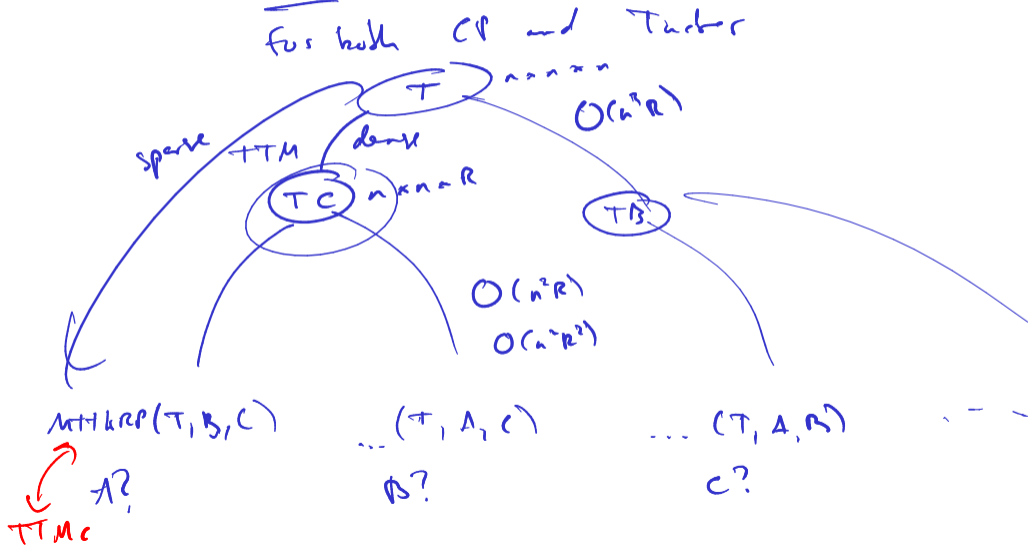 For both CP and Tucker
T n × n × n
O(n³R)
sparse TTM dense
TC n × n × R
TB
O(n²R)
O(n²R²)
MTTKRP(T, B, C) ... (T, A, C) ... (T, A, B) ...
A? B? C?
TTMc